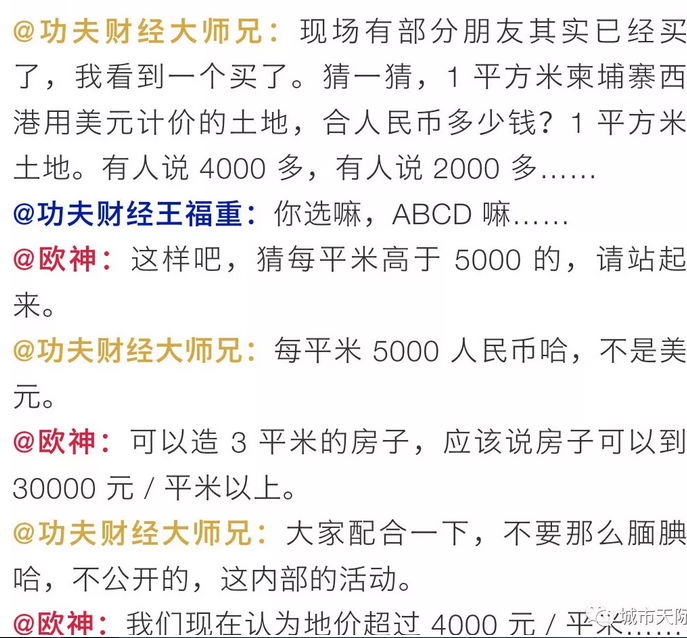 @功夫财经大师兄：现场有部分朋友其实已经买
了，我看到一个买了。猜一猜，1 平方米柬埔寨西
港用美元计价的土地，合人民币多少钱？1 平方米
土地。有人说 4000 多，有人说 2000 多……
@功夫财经王福重：你选嘛，ABCD 嘛……
@欧神：这样吧，猜每平米高于 5000 的，请站起
来。
@功夫财经大师兄：每平米 5000 人民币哈，不是美
元。
@欧神：可以造 3 平米的房子，应该说房子可以到
30000 元 / 平米以上。
@功夫财经大师兄：大家配合一下，不要那么腼腆
哈，不公开的，这内部的活动。
@欧神：我们现在认为地价超过 4000 元 / 平米……
城市天际